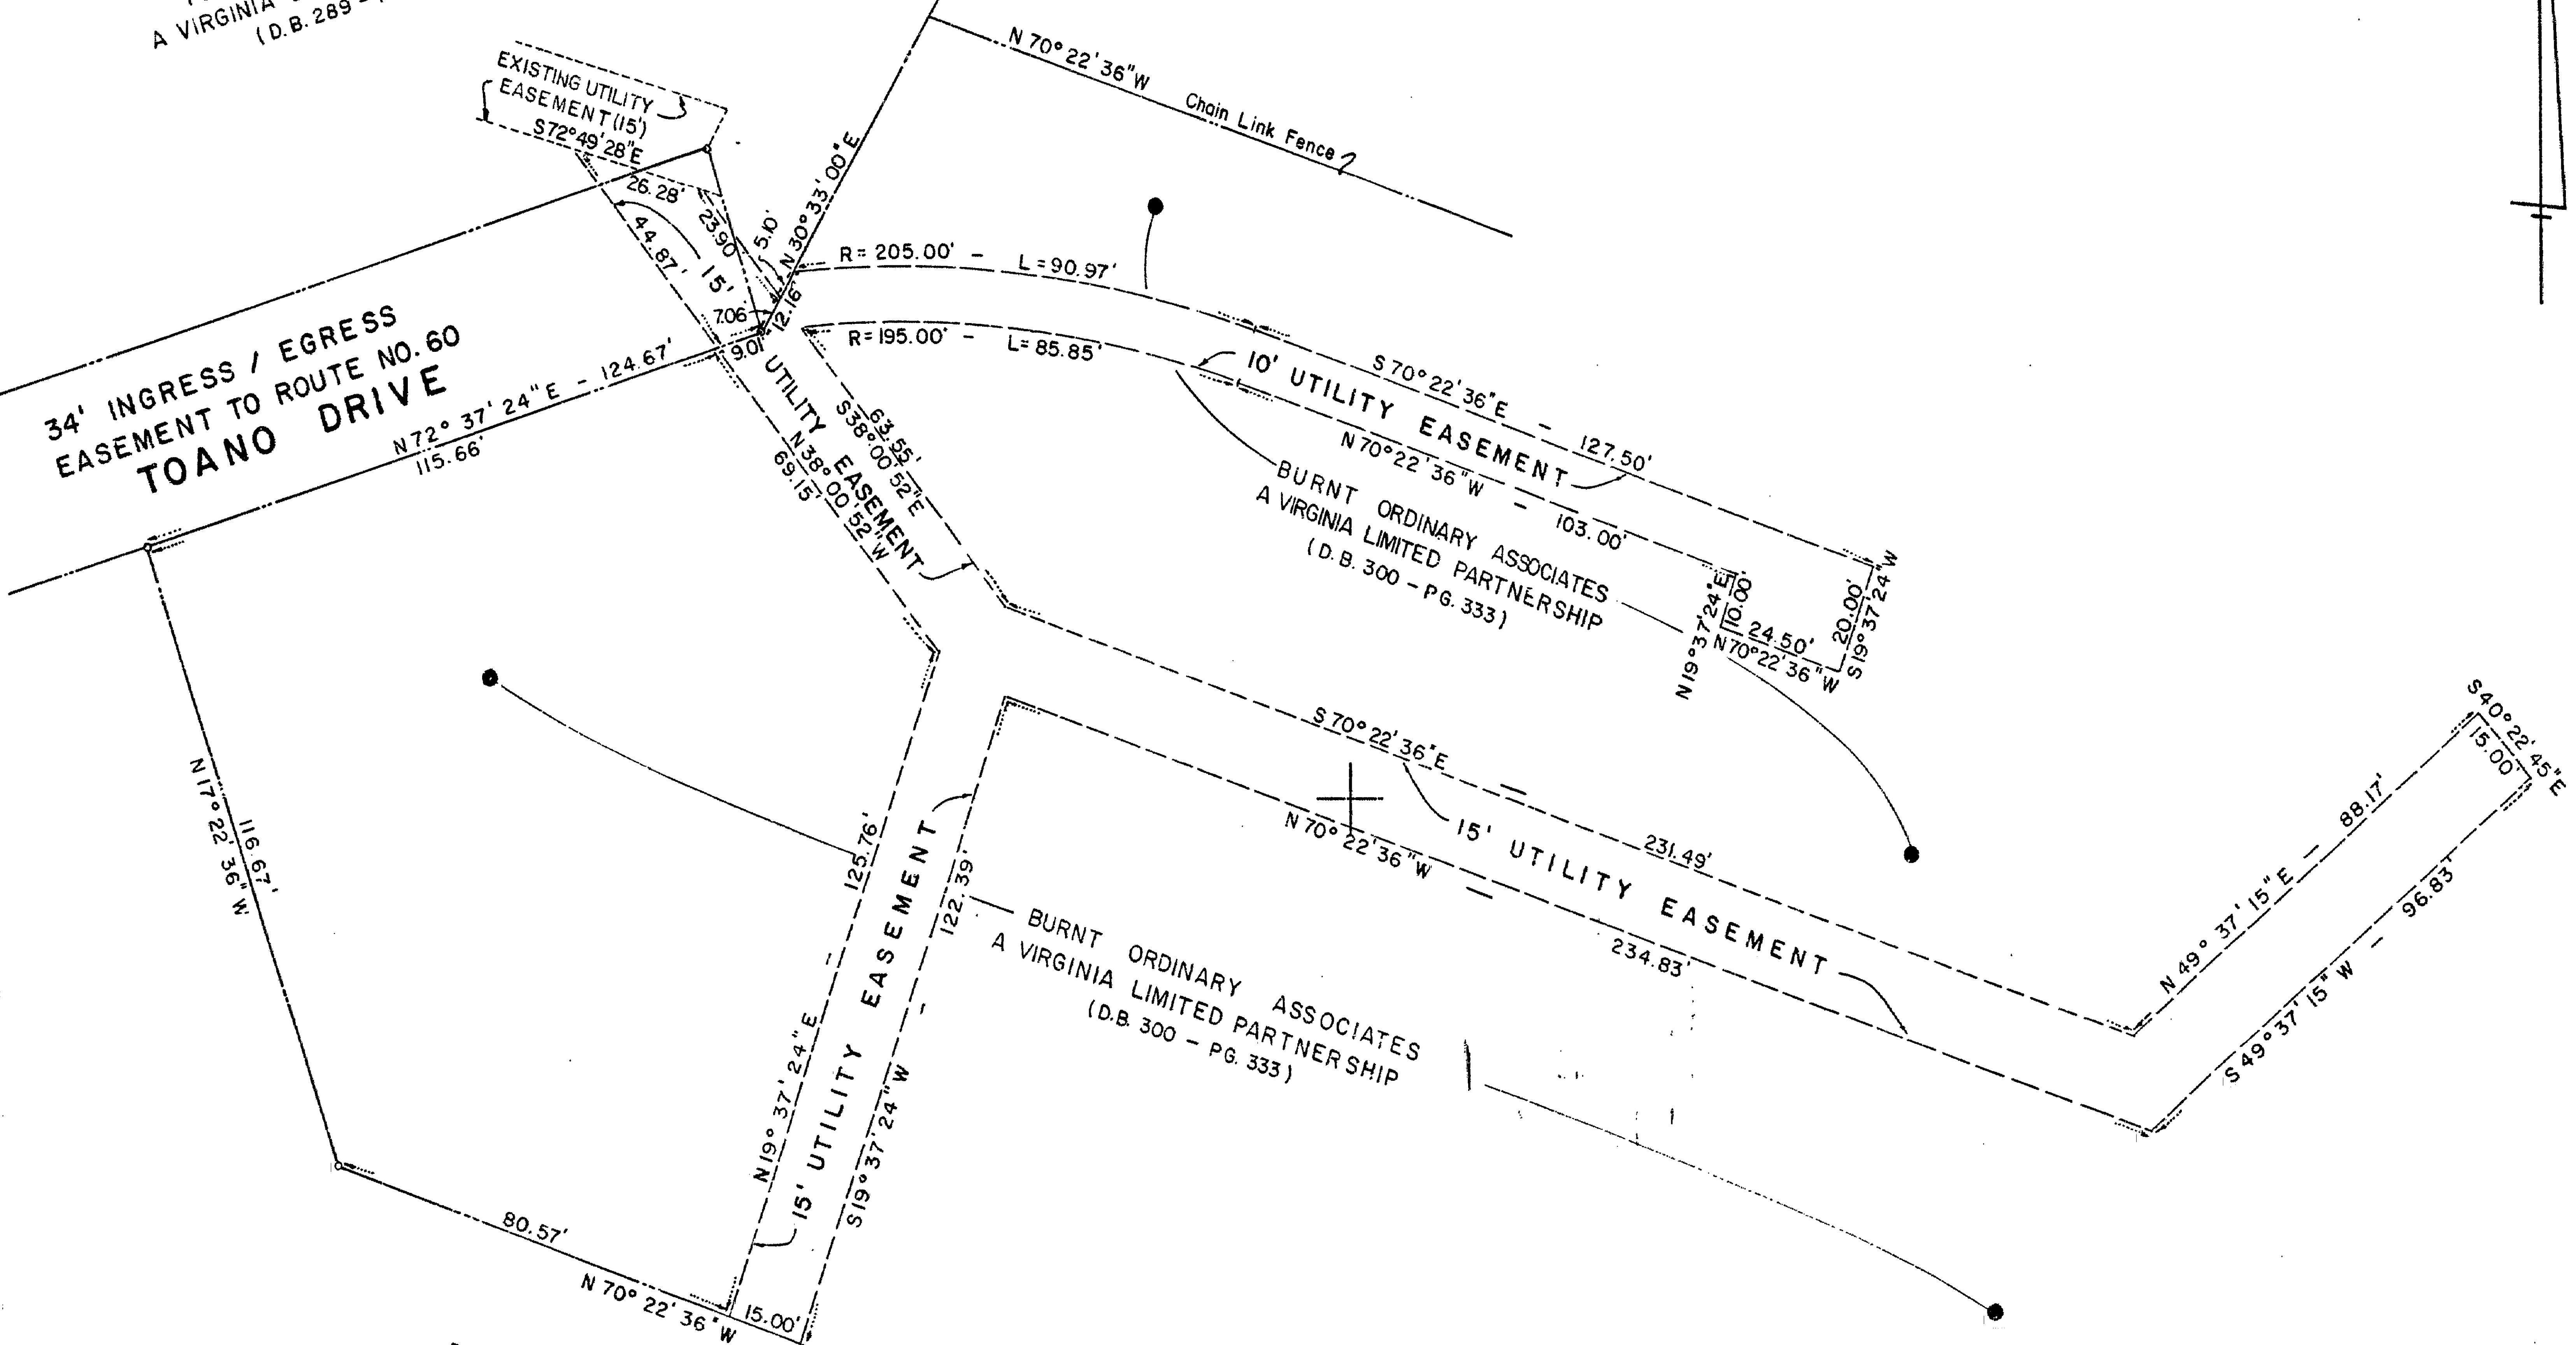 A VIRGINIA
(D.B. 289 -
EXISTING UTILITY
EASEMENT (15')
S72°49'28"E
26.28'
23.90
44.87'
15'
5.10'
N 30°33'00"E
12.16'
7.06'
9.01'
N 70°22'36"W
Chain Link Fence
R= 205.00' - L=90.97'
R=195.00' - L=85.85'
34' INGRESS / EGRESS
EASEMENT TO ROUTE NO. 60
TOANO DRIVE
N 72° 37' 24" E - 124.67'
115.66'
UTILITY EASEMENT
63.55'
S38°00'52"E
N38°00'52"W
69.15'
10' UTILITY EASEMENT
S 70°22'36"E - 127.50'
N 70°22'36"W - 103.00'
BURNT ORDINARY ASSOCIATES
A VIRGINIA LIMITED PARTNERSHIP
(D.B. 300 - PG. 333)
N19°37'24"E
10.00'
24.50'
N70°22'36"W
20.00'
S19°37'24"W
S 70°22'36"E - 231.49'
15' UTILITY EASEMENT
N 70° 22'36"W - 234.83'
S40°22'45"E
15.00'
N 49° 37' 15" E - 88.17'
S 49° 37' 15" W - 96.83'
N 17° 22' 36" W
116.67'
N19° 37' 24" E - 125.76'
15' UTILITY EASEMENT
S19° 37' 24" W - 122.39'
BURNT ORDINARY ASSOCIATES
A VIRGINIA LIMITED PARTNERSHIP
(D.B. 300 - PG. 333)
80.57'
N 70° 22' 36" W
15.00'